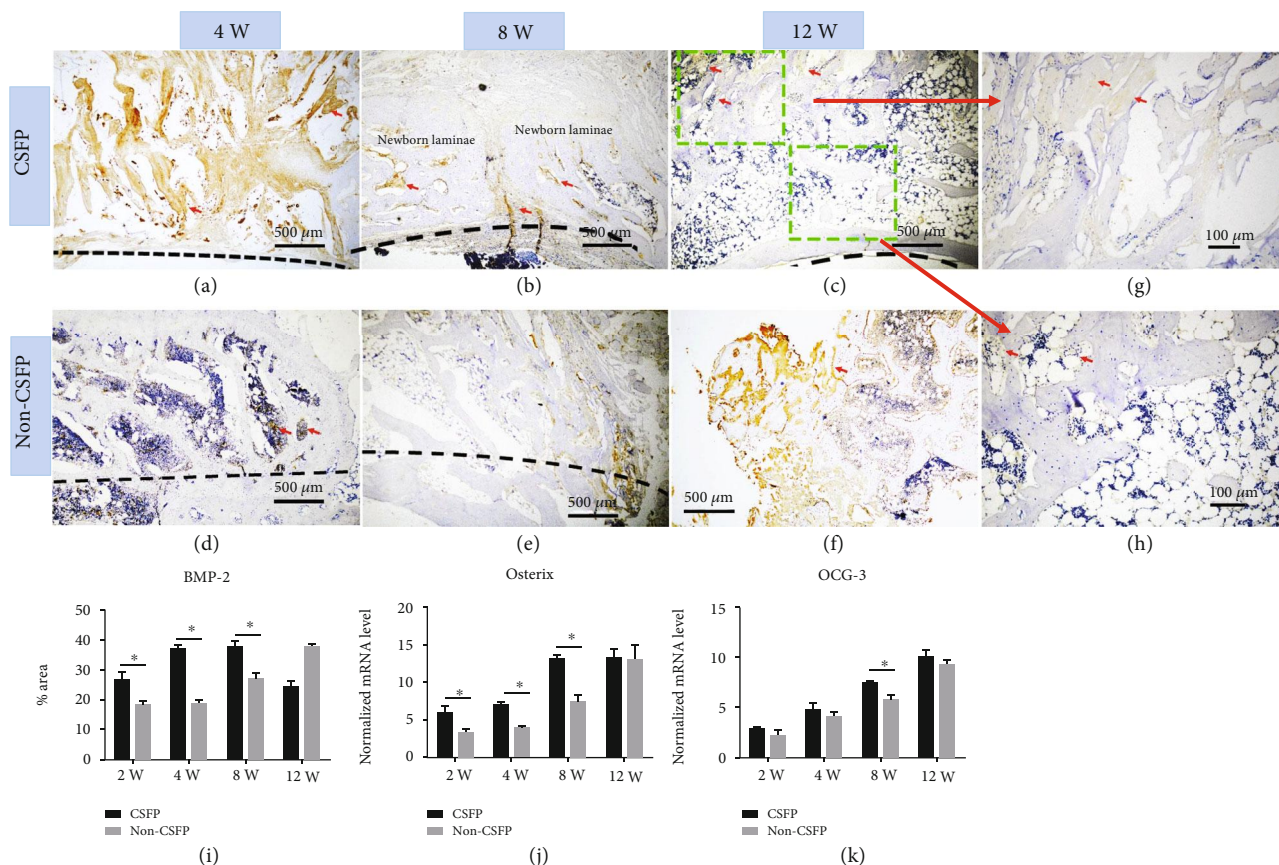 4 W
8 W
12 W
CSFP
500 μm
Newborn laminae
Newborn laminae
500 μm
500 μm
100 μm
(a)
(b)
(c)
(g)
Non-CSFP
500 μm
500 μm
500 μm
100 μm
(d)
(e)
(f)
(h)
BMP-2
% area
50
40
30
20
10
0
*
*
*
2 W
4 W
8 W
12 W
CSFP
Non-CSFP
(i)
Osterix
Normalized mRNA level
20
15
10
5
0
*
*
*
2 W
4 W
8 W
12 W
CSFP
Non-CSFP
(j)
OCG-3
Normalized mRNA level
15
10
5
0
*
2 W
4 W
8 W
12 W
CSFP
Non-CSFP
(k)